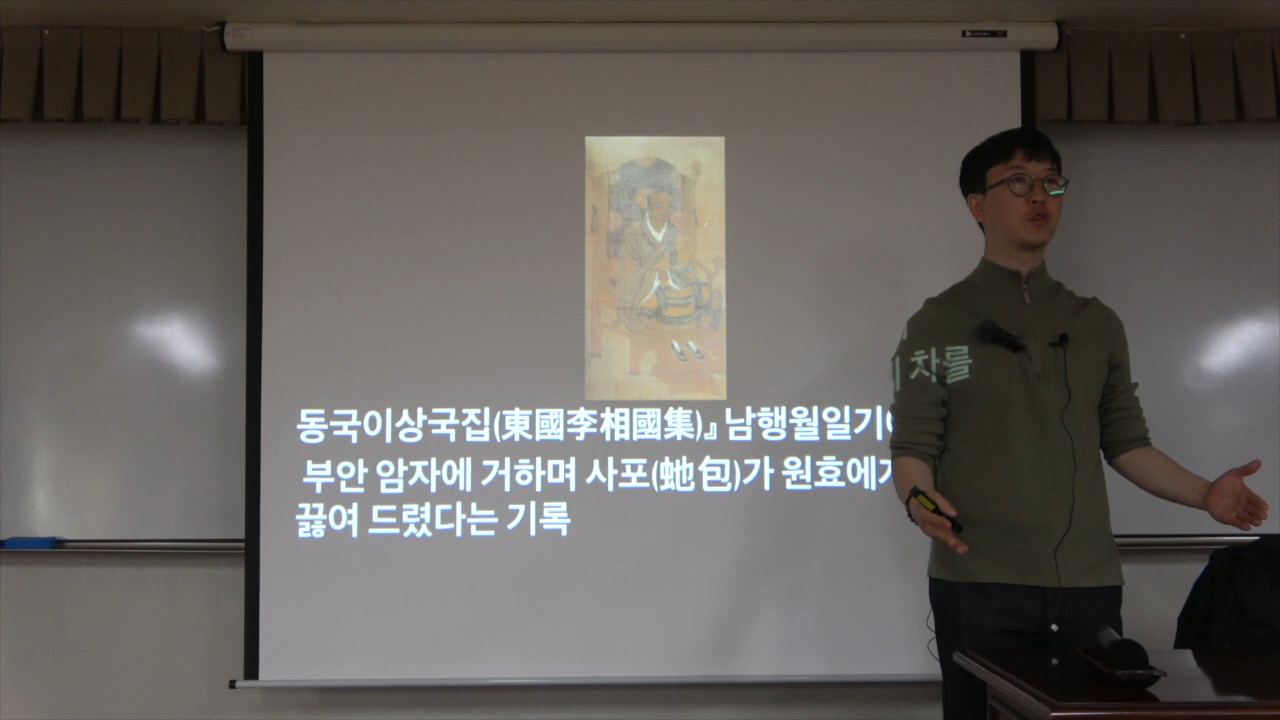 동국이상국집(東國李相國集)』 남행월일기에
부안 암자에 거하며 사포(虵包)가 원효에게 차를
끓여 드렸다는 기록